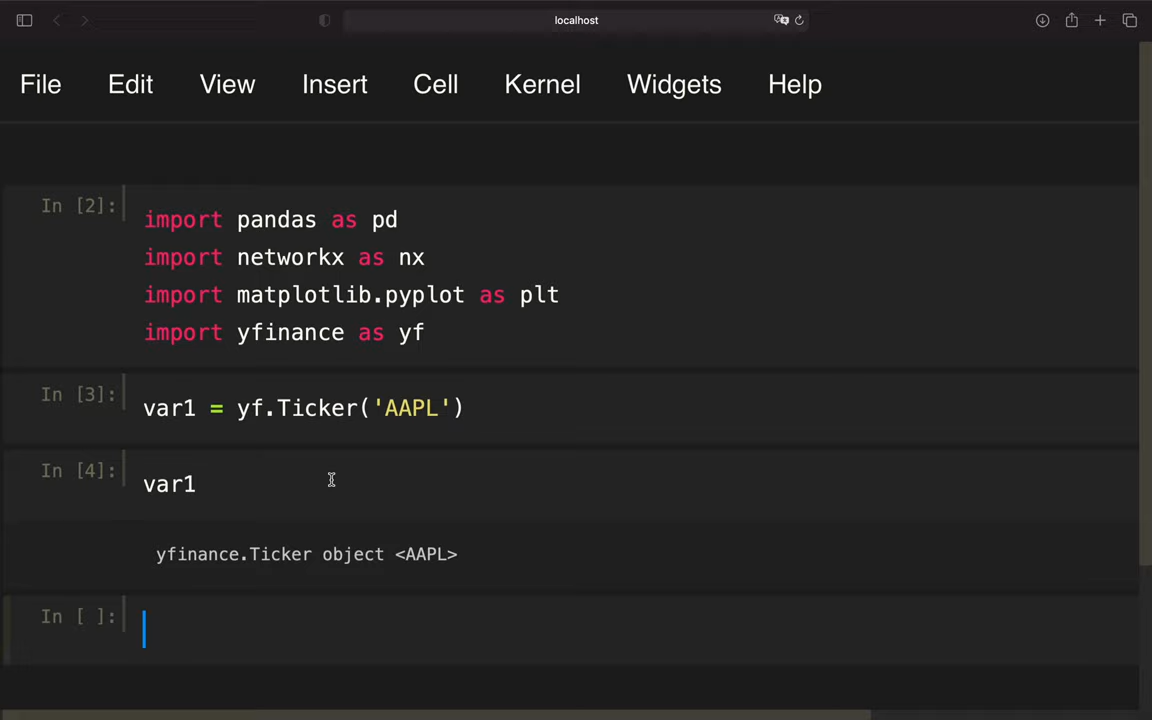 localhost
File Edit View Insert Cell Kernel Widgets Help
In [2]:
import pandas as pd
import networkx as nx
import matplotlib.pyplot as plt
import yfinance as yf
In [3]:
var1 = yf.Ticker('AAPL')
In [4]:
var1
yfinance.Ticker object <AAPL>
In [ ]: